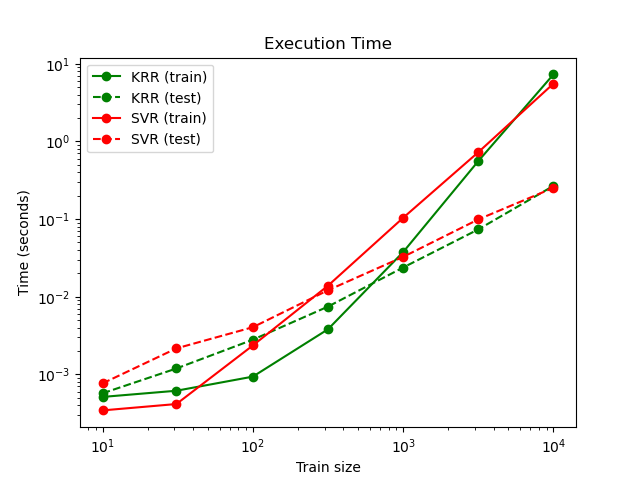 Execution Time
KRR (train)
KRR (test)
SVR (train)
SVR (test)
10¹
10⁰
10⁻¹
10⁻²
10⁻³
Time (seconds)
10¹ 10² 10³ 10⁴
Train size